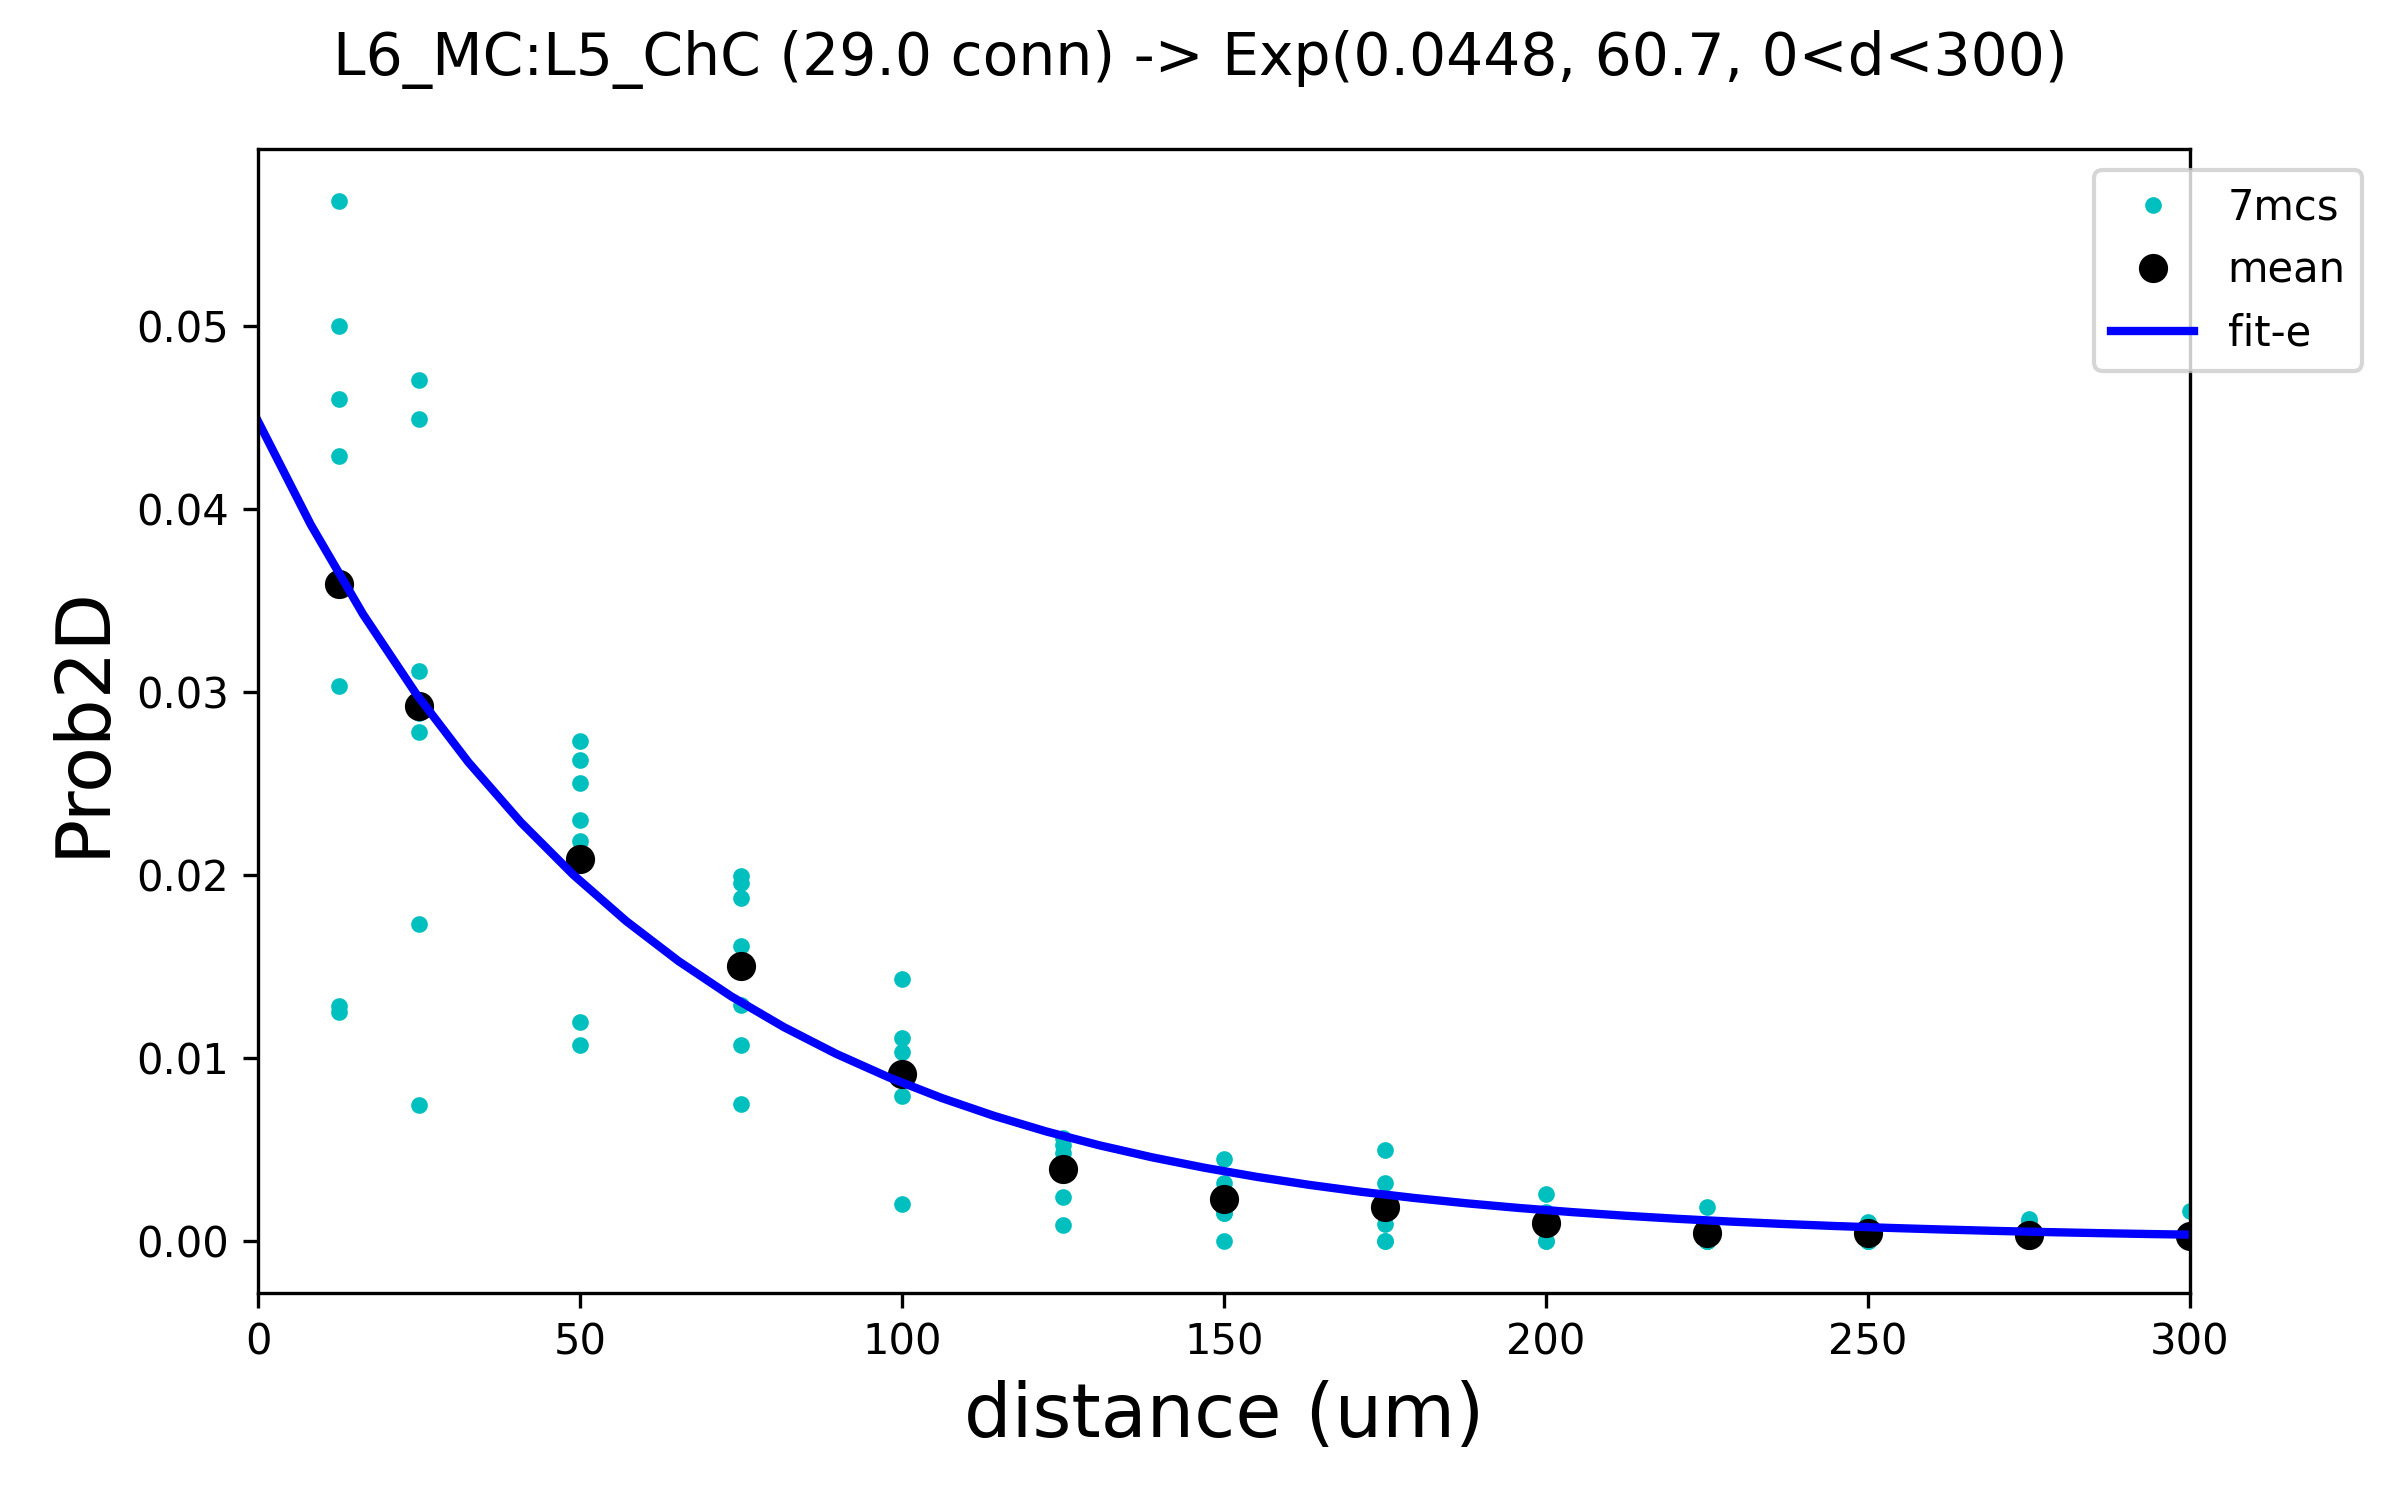 L6_MC:L5_ChC (29.0 conn) -> Exp(0.0448, 60.7, 0<d<300)
7mcs
mean
fit-e
Prob2D
0.05
0.04
0.03
0.02
0.01
0.00
0 50 100 150 200 250 300
distance (um)